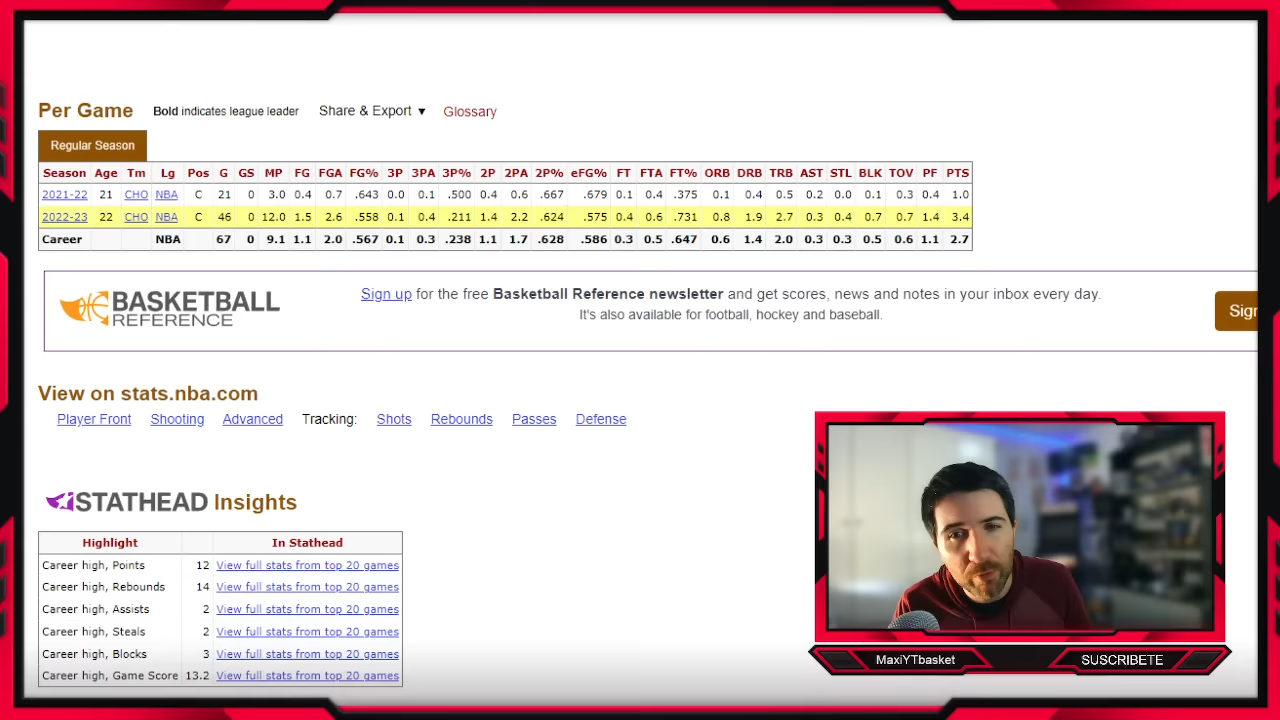 Per Game Bold indicates league leader Share & Export ▼ Glossary
Regular Season
Season Age Tm Lg Pos G GS MP FG FGA FG% 3P 3PA 3P% 2P 2PA 2P% eFG% FT FTA FT% ORB DRB TRB AST STL BLK TOV PF PTS
2021-22 21 CHO NBA C 21 0 3.0 0.4 0.7 .643 0.0 0.1 .500 0.4 0.6 .667 .679 0.1 0.4 .375 0.1 0.4 0.5 0.2 0.0 0.1 0.3 0.4 1.0
2022-23 22 CHO NBA C 46 0 12.0 1.5 2.6 .558 0.1 0.4 .211 1.4 2.2 .624 .575 0.4 0.6 .731 0.8 1.9 2.7 0.3 0.4 0.7 0.7 1.4 3.4
Career NBA 67 0 9.1 1.1 2.0 .567 0.1 0.3 .238 1.1 1.7 .628 .586 0.3 0.5 .647 0.6 1.4 2.0 0.3 0.3 0.5 0.6 1.1 2.7
BASKETBALL
REFERENCE
Sign up for the free Basketball Reference newsletter and get scores, news and notes in your inbox every day.
It's also available for football, hockey and baseball.
Sign
View on stats.nba.com
Player Front Shooting Advanced Tracking: Shots Rebounds Passes Defense
STATHEAD Insights
Highlight In Stathead
Career high, Points 12 View full stats from top 20 games
Career high, Rebounds 14 View full stats from top 20 games
Career high, Assists 2 View full stats from top 20 games
Career high, Steals 2 View full stats from top 20 games
Career high, Blocks 3 View full stats from top 20 games
Career high, Game Score 13.2 View full stats from top 20 games
MaxiYTbasket
SUSCRIBETE